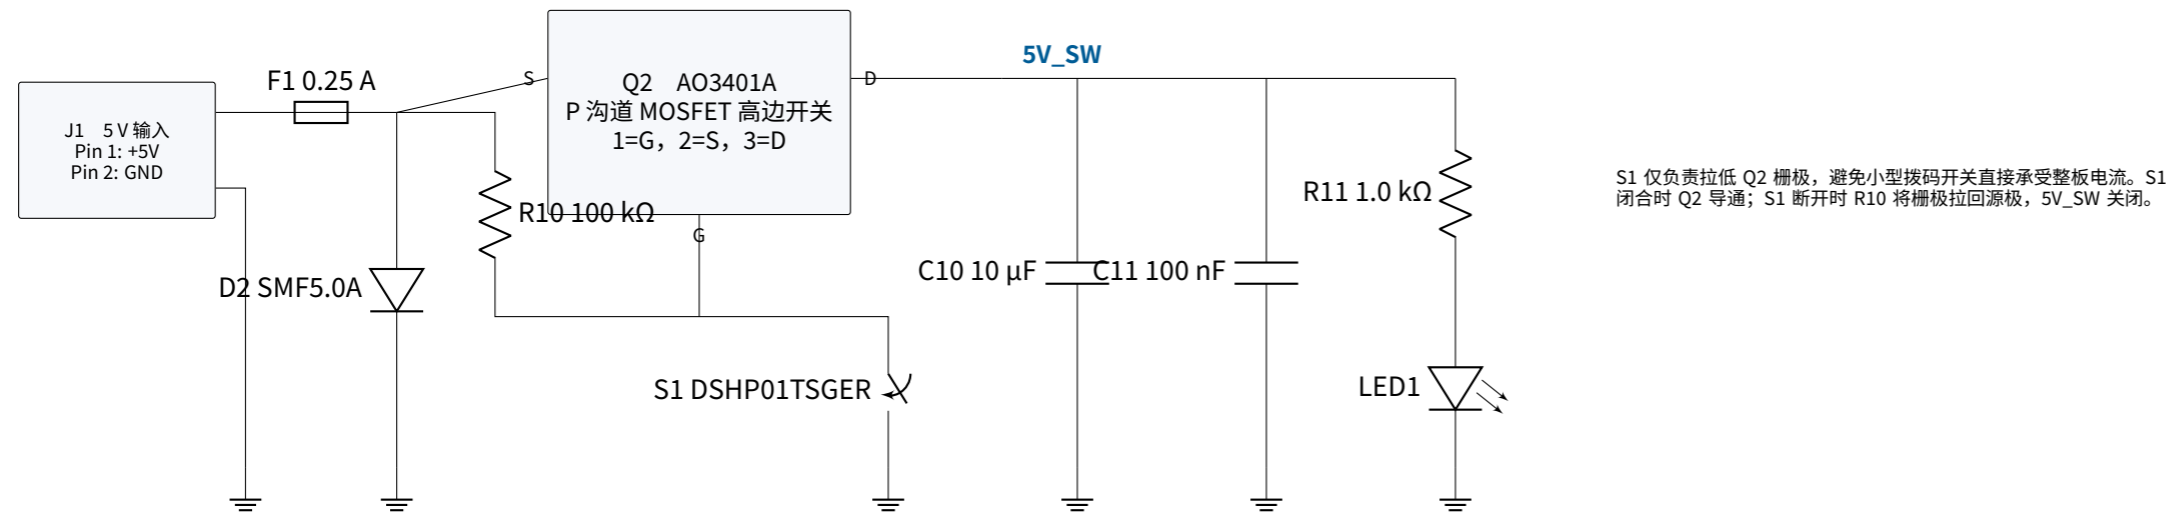 5V_SW
F1 0.25 A
S
Q2 AO3401A
P 沟道 MOSFET 高边开关
1=G，2=S，3=D
D
J1 5 V 输入
Pin 1: +5V
Pin 2: GND
R10 100 kΩ
G
R11 1.0 kΩ
S1 仅负责拉低 Q2 栅极，避免小型拨码开关直接承受整板电流。S1
闭合时 Q2 导通；S1 断开时 R10 将栅极拉回源极，5V_SW 关闭。
D2 SMF5.0A
C10 10 μF
C11 100 nF
S1 DSHP01TSGER
LED1